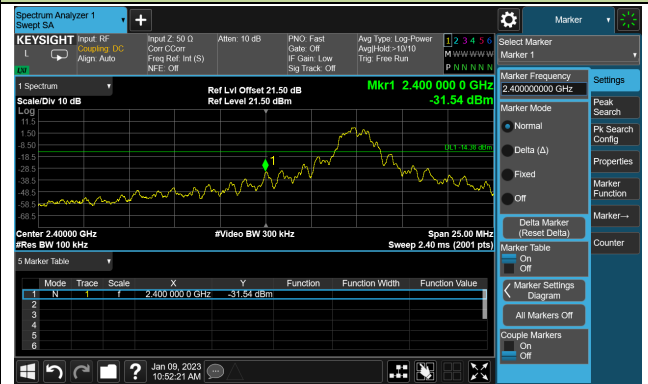 Spectrum Analyzer 1
Swept SA
Marker
KEYSIGHT
Input: RF
Coupling: DC
Align: Auto
Input Z: 50 Ω
Corr CCorr
Freq Ref: Int (S)
NFE: Off
Atten: 10 dB
PNO: Fast
Gate: Off
IF Gain: Low
Sig Track: Off
Avg Type: Log-Power
Avg|Hold:>10/10
Trig: Free Run
1 2 3 4 5 6
M W W W W W
P N N N N N
L
LXI
Select Marker
Marker 1
1 Spectrum
Scale/Div 10 dB
Log
Ref Lvl Offset 21.50 dB
Ref Level 21.50 dBm
Mkr1 2.400 000 0 GHz
-31.54 dBm
11.5
1.50
-8.50
-18.5
-28.5
-38.5
-48.5
-58.5
-68.5
1
DL1 -14.38 dBm
Center 2.40000 GHz
#Res BW 100 kHz
#Video BW 300 kHz
Span 25.00 MHz
Sweep 2.40 ms (2001 pts)
5 Marker Table
Mode Trace Scale X Y Function Function Width Function Value
1 N 1 f 2.400 000 0 GHz -31.54 dBm
2
3
4
5
6
Marker Frequency
2.400000000 GHz
Marker Mode
Normal
Delta (Δ)
Fixed
Off
Delta Marker
(Reset Delta)
Marker Table
On
Off
Marker Settings
Diagram
All Markers Off
Couple Markers
On
Off
Settings
Peak
Search
Pk Search
Config
Properties
Marker
Function
Marker→
Counter
?
Jan 09, 2023
10:52:21 AM